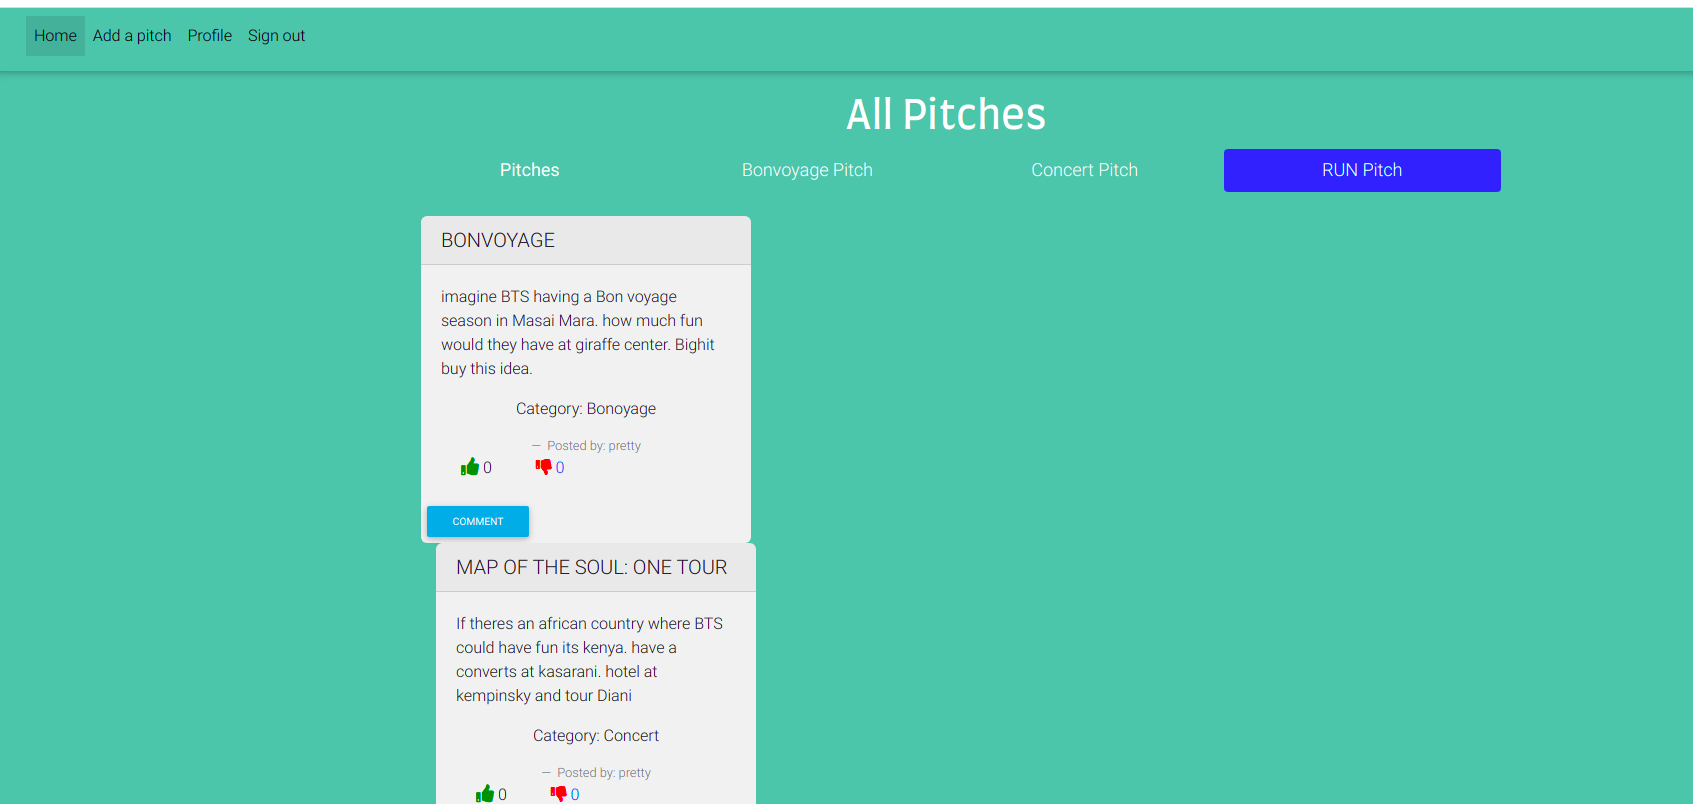 Home Add a pitch Profile Sign out
All Pitches
Pitches Bonvoyage Pitch Concert Pitch RUN Pitch
BONVOYAGE
imagine BTS having a Bon voyage
season in Masai Mara. how much fun
would they have at giraffe center. Bighit
buy this idea.
Category: Bonoyage
— Posted by: pretty
0 0
COMMENT
MAP OF THE SOUL: ONE TOUR
If theres an african country where BTS
could have fun its kenya. have a
converts at kasarani. hotel at
kempinsky and tour Diani
Category: Concert
— Posted by: pretty
0 0